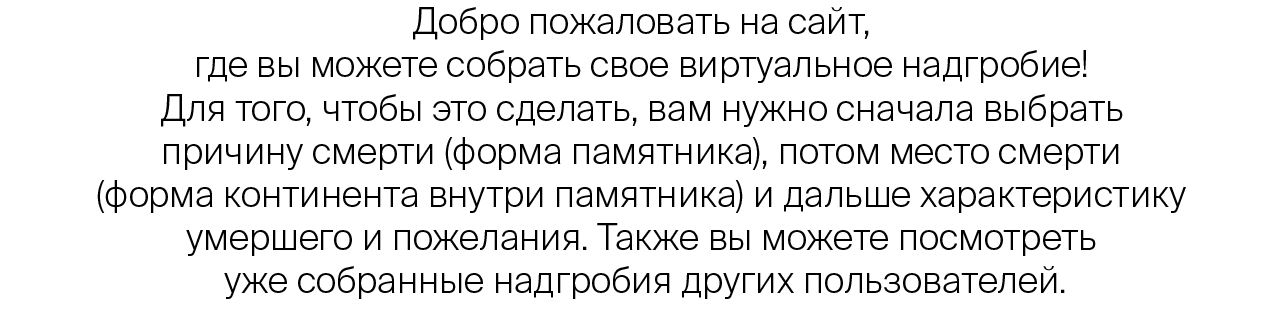 Добро пожаловать на сайт,
где вы можете собрать свое виртуальное надгробие!
Для того, чтобы это сделать, вам нужно сначала выбрать
причину смерти (форма памятника), потом место смерти
(форма континента внутри памятника) и дальше характеристику
умершего и пожелания. Также вы можете посмотреть
уже собранные надгробия других пользователей.